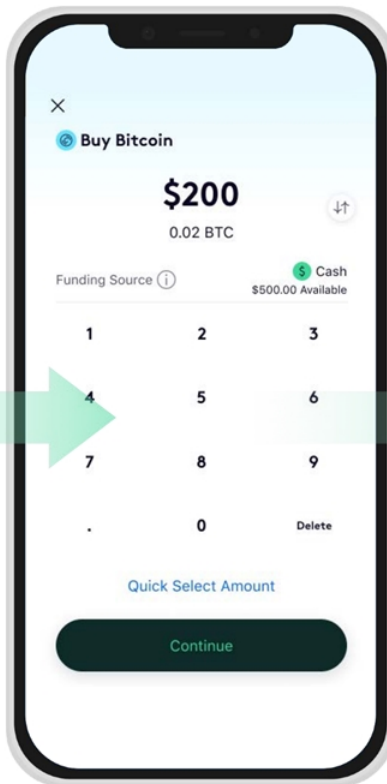 Buy Bitcoin
$200
0.02 BTC
Funding Source i
$ Cash
$500.00 Available
1 2 3
4 5 6
7 8 9
. 0 Delete
Quick Select Amount
Continue